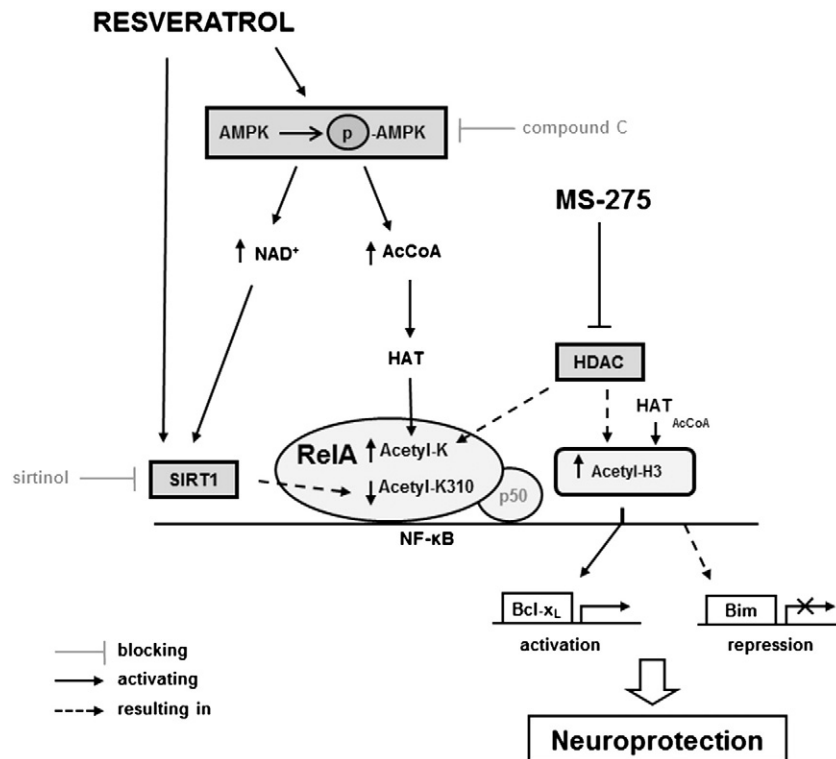 RESVERATROL
AMPK p -AMPK
compound C
MS-275
NAD⁺
AcCoA
HAT
HDAC
HAT
AcCoA
RelA
Acetyl-K
Acetyl-K310
p50
Acetyl-H3
sirtinol
SIRT1
NF-κB
Bcl-xL
Bim
activation
repression
blocking
activating
resulting in
Neuroprotection